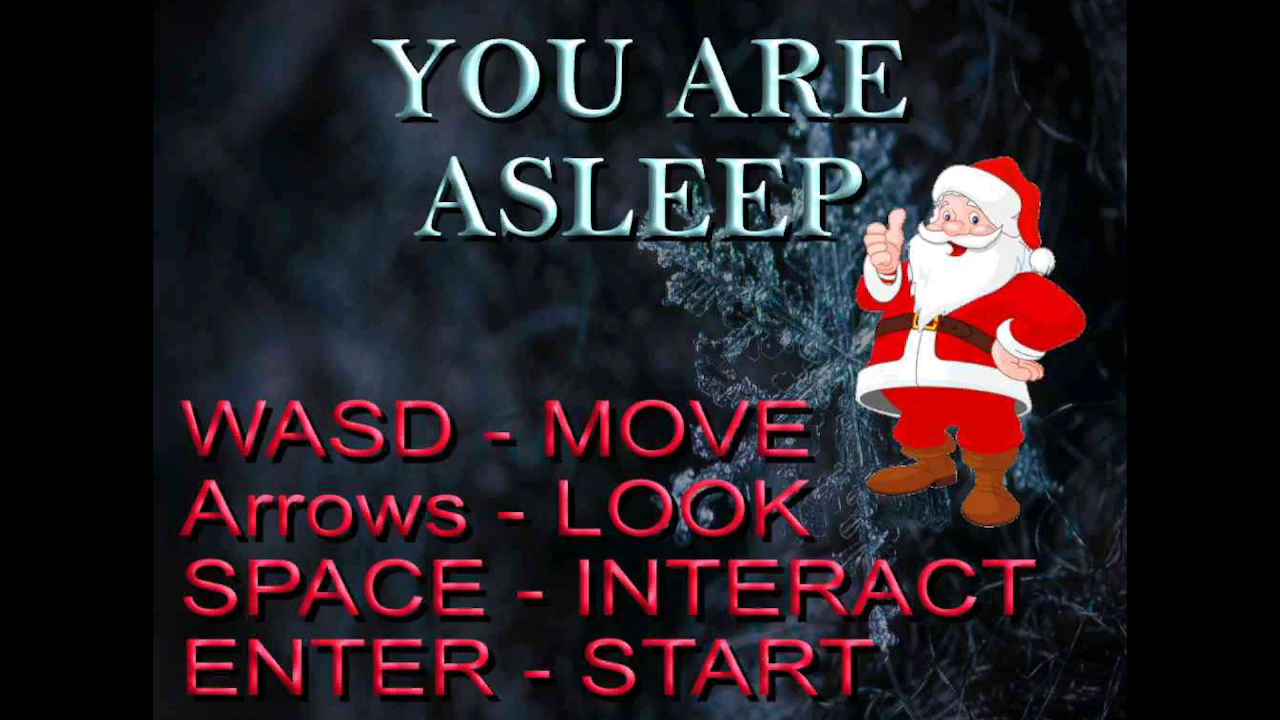 YOU ARE
ASLEEP
WASD - MOVE
Arrows - LOOK
SPACE - INTERACT
ENTER - START